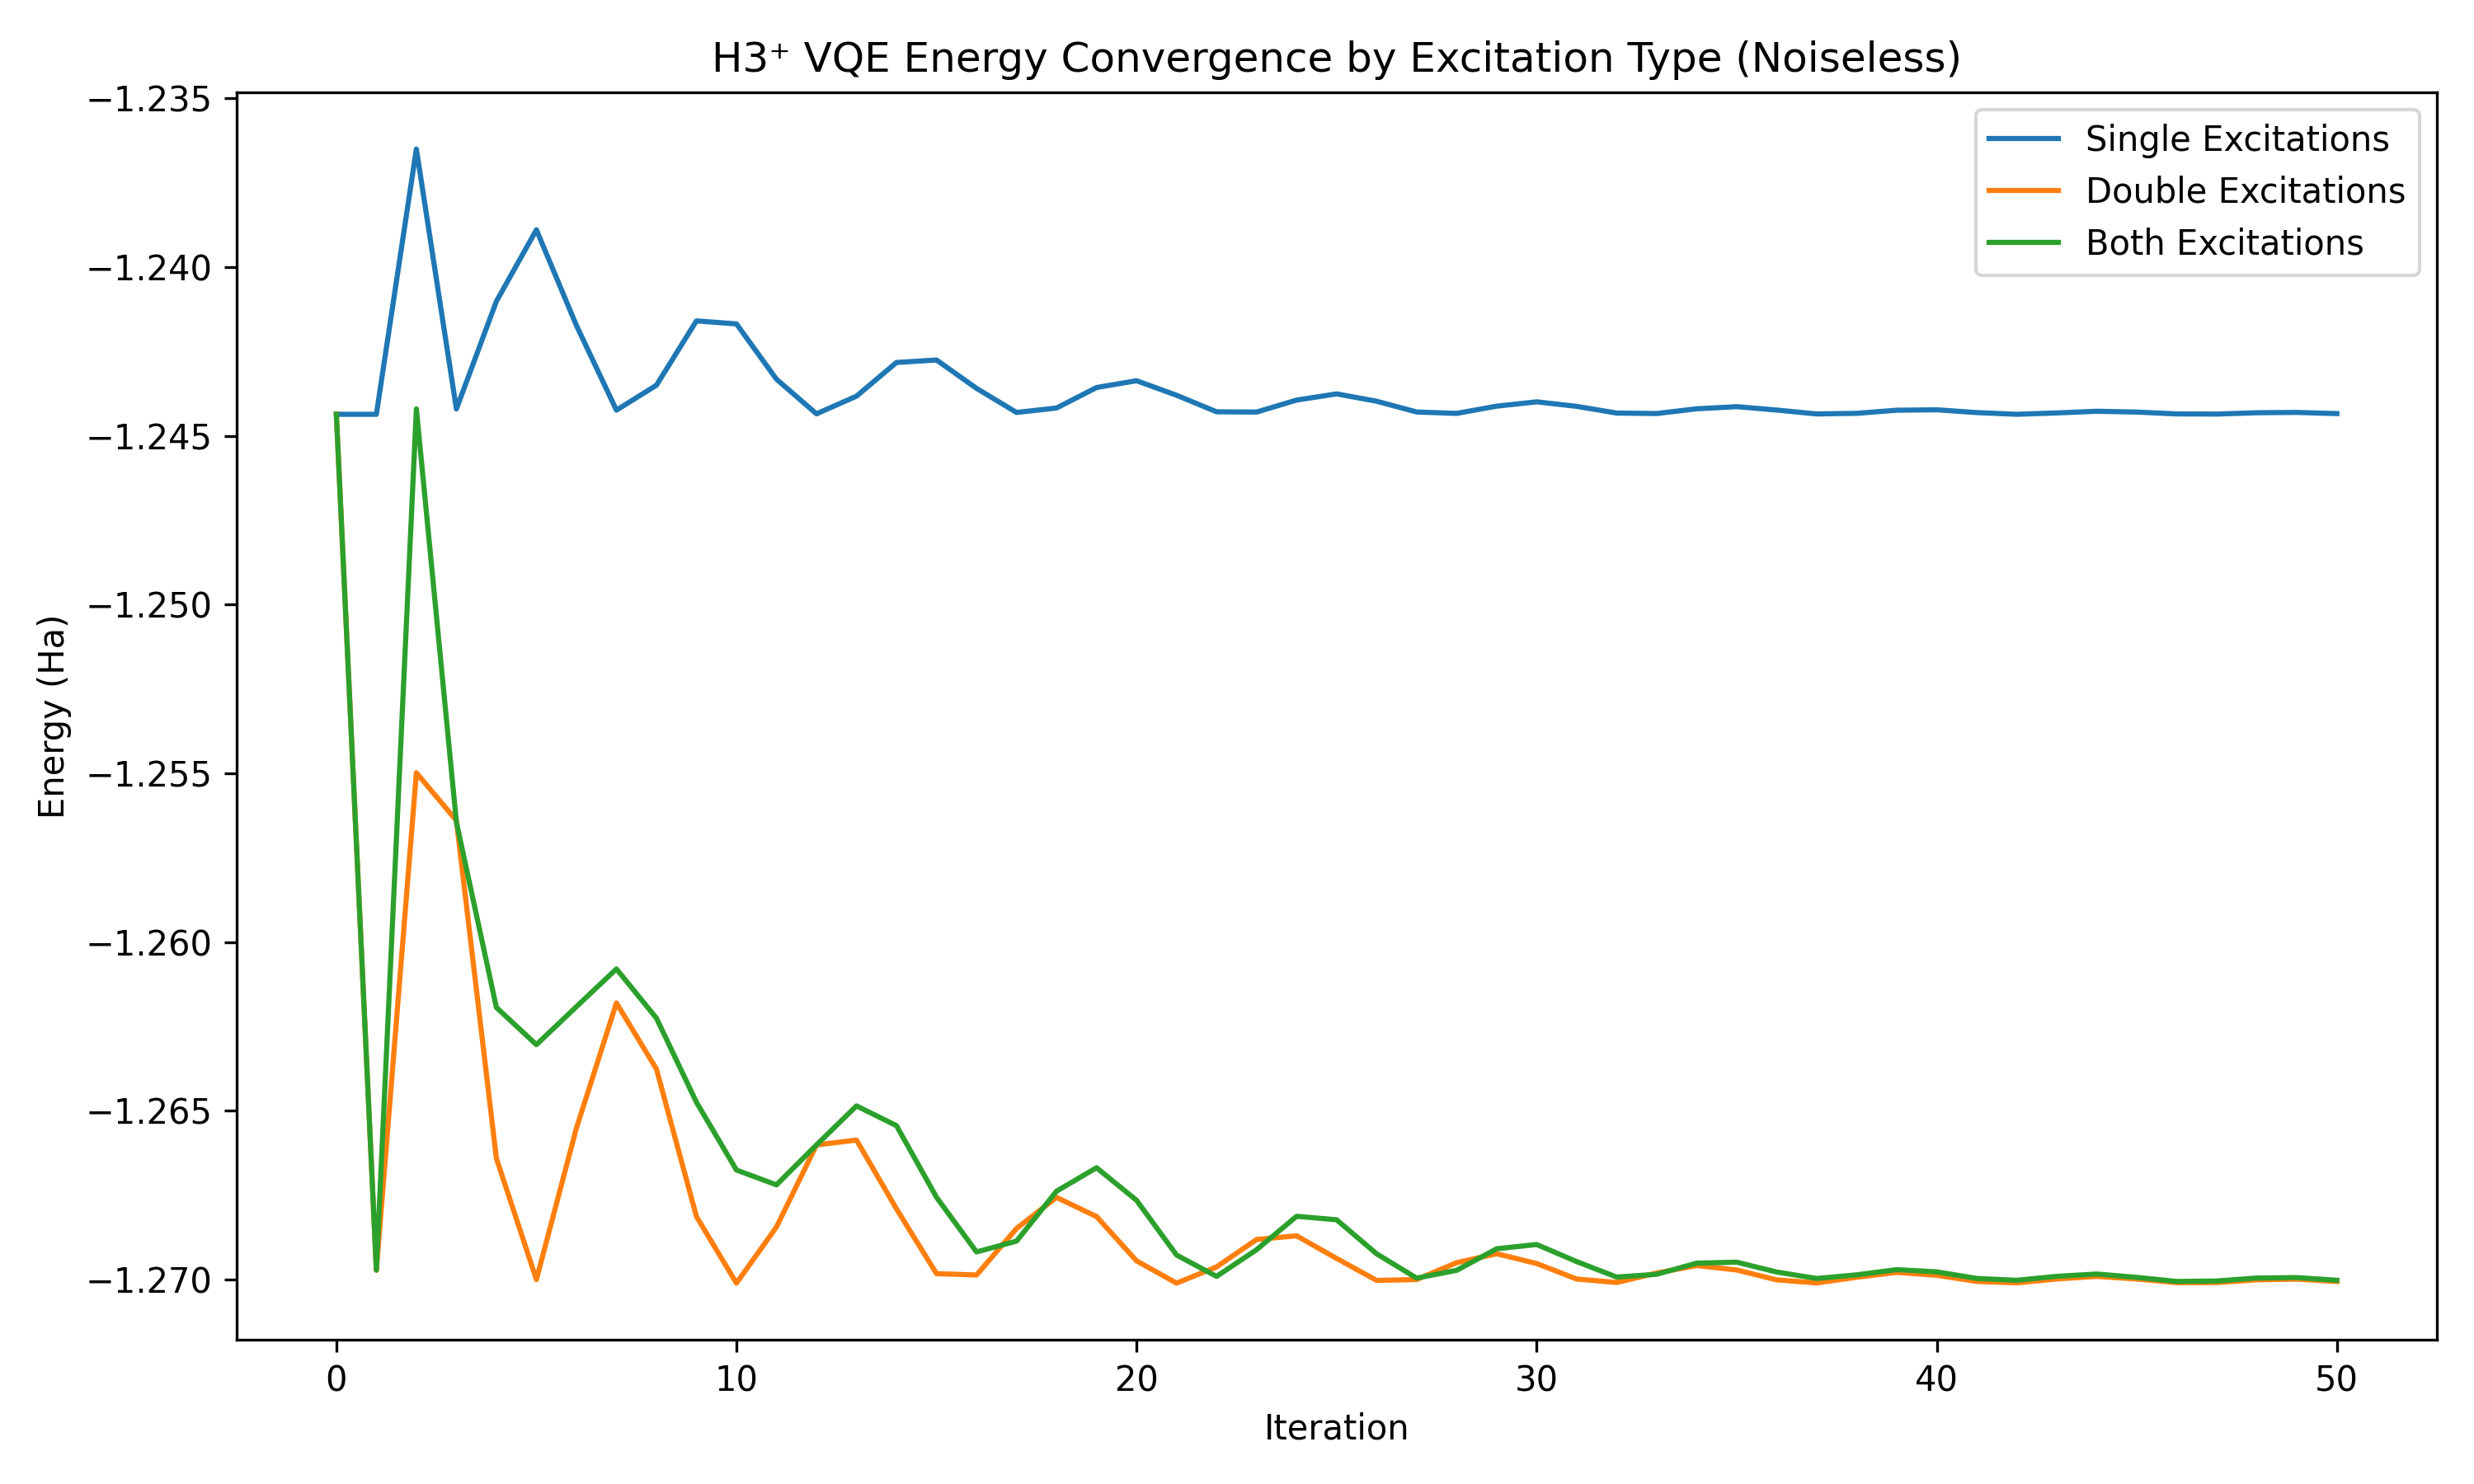 H3⁺ VQE Energy Convergence by Excitation Type (Noiseless)
Single Excitations
Double Excitations
Both Excitations
Energy (Ha)
−1.235
−1.240
−1.245
−1.250
−1.255
−1.260
−1.265
−1.270
0 10 20 30 40 50
Iteration